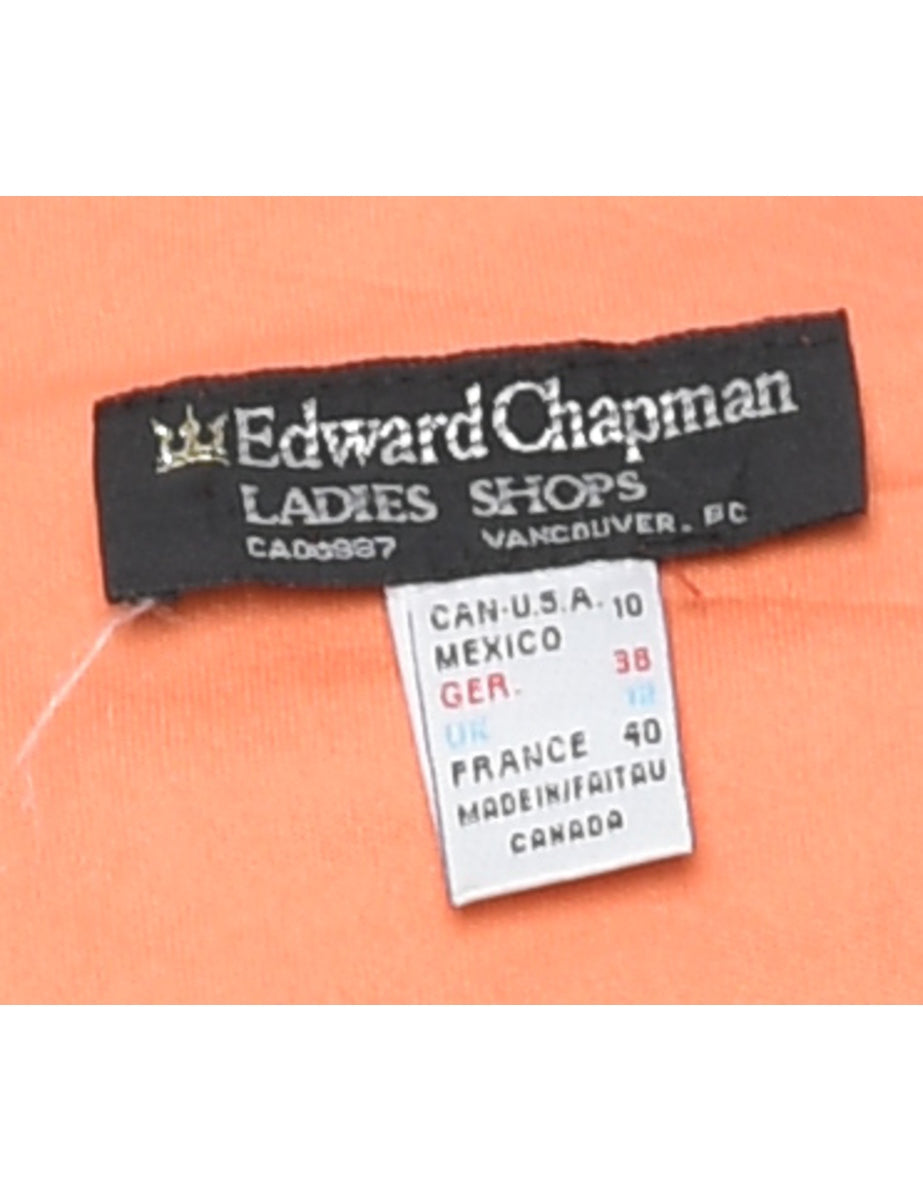 Edward Chapman
LADIES SHOPS
VANCOUVER. BC
CAN-U.S.A. 10
MEXICO
GER. 38
UK 12
FRANCE 40
MADE IN/FAIT AU
CANADA